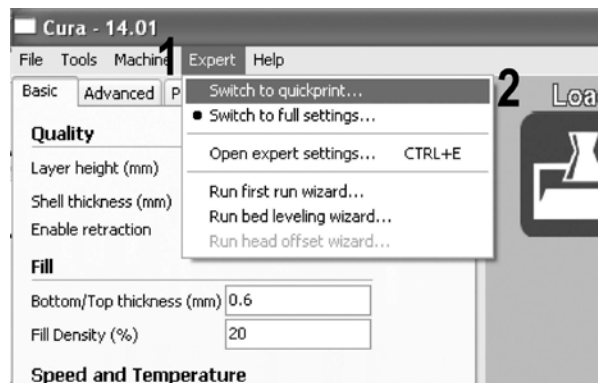 Cura - 14.01
File Tools Machine Expert Help
1
Basic Advanced P
Switch to quickprint...
2
Loa
Switch to full settings...
Quality
Open expert settings... CTRL+E
Layer height (mm)
Run first run wizard...
Shell thickness (mm)
Run bed leveling wizard...
Enable retraction
Run head offset wizard...
Fill
Bottom/Top thickness (mm) 0.6
Fill Density (%) 20
Speed and Temperature